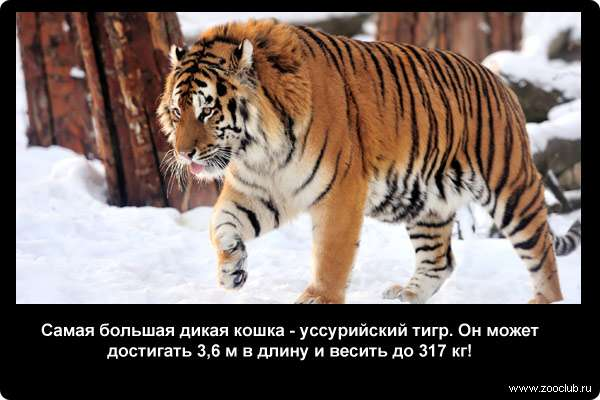 Самая большая дикая кошка - уссурийский тигр. Он может
достигать 3,6 м в длину и весить до 317 кг!
www.zooclub.ru